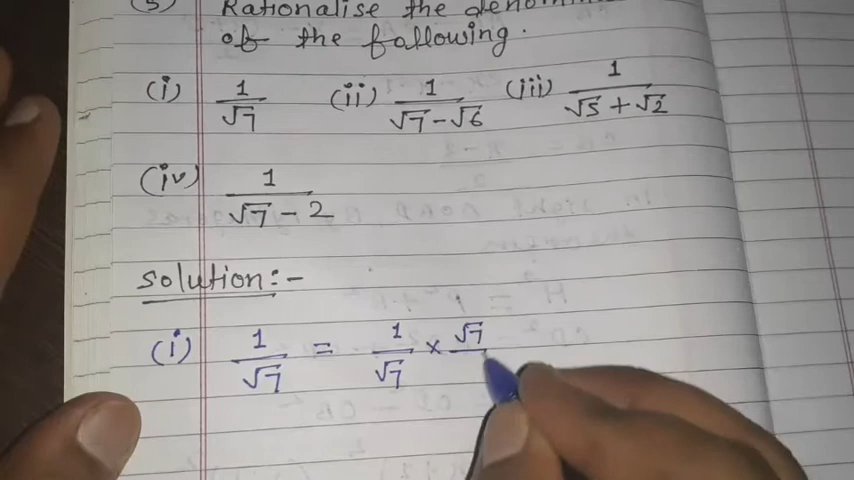 (5) Rationalise the
of the following.
(i) 1/√7 (ii) 1/(√7-√6) (iii) 1/(√5+√2)
(iv) 1/(√7-2)
solution:-
(i) 1/√7 = 1/√7 × √7/